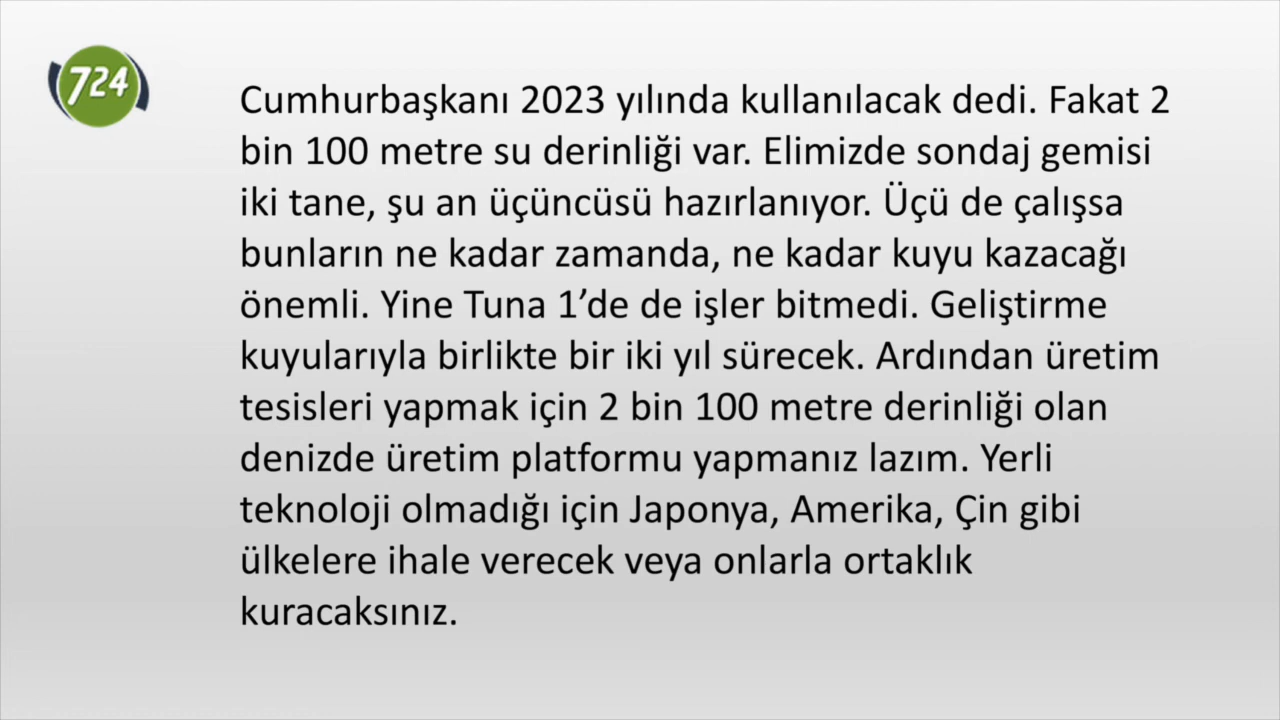 724
Cumhurbaşkanı 2023 yılında kullanılacak dedi. Fakat 2
bin 100 metre su derinliği var. Elimizde sondaj gemisi
iki tane, şu an üçüncüsü hazırlanıyor. Üçü de çalışsa
bunların ne kadar zamanda, ne kadar kuyu kazacağı
önemli. Yine Tuna 1’de de işler bitmedi. Geliştirme
kuyularıyla birlikte bir iki yıl sürecek. Ardından üretim
tesisleri yapmak için 2 bin 100 metre derinliği olan
denizde üretim platformu yapmanız lazım. Yerli
teknoloji olmadığı için Japonya, Amerika, Çin gibi
ülkelere ihale verecek veya onlarla ortaklık
kuracaksınız.